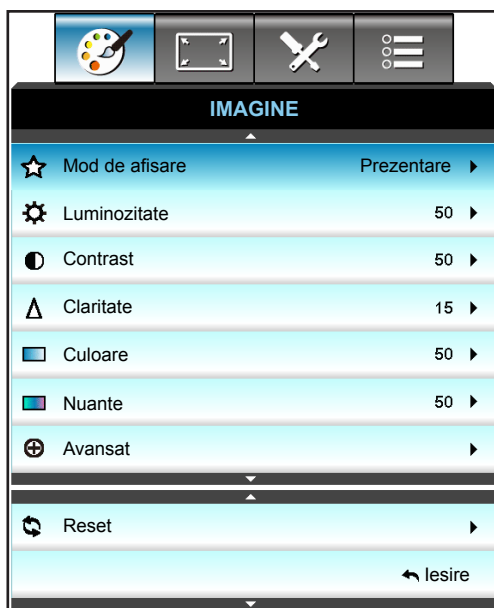 IMAGINE
Mod de afisare Prezentare
Luminozitate 50
Contrast 50
Claritate 15
Culoare 50
Nuante 50
Avansat
Reset
Iesire